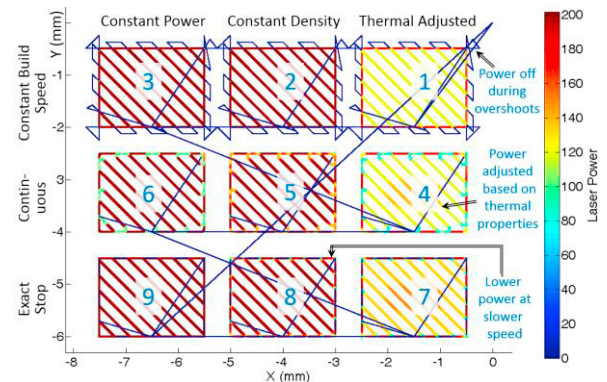 Constant Power
Constant Density
Thermal Adjusted
Constant Build
Speed
Contin-
uous
Exact
Stop
Y (mm)
-1
-2
-3
-4
-5
-6
3
2
1
6
5
4
9
8
7
Power off
during
overshoots
Power
adjusted
based on
thermal
properties
Lower
power at
slower
speed
-8
-7
-6
-5
-4
-3
-2
-1
0
X (mm)
200
180
160
140
120
100
80
60
40
20
0
Laser Power